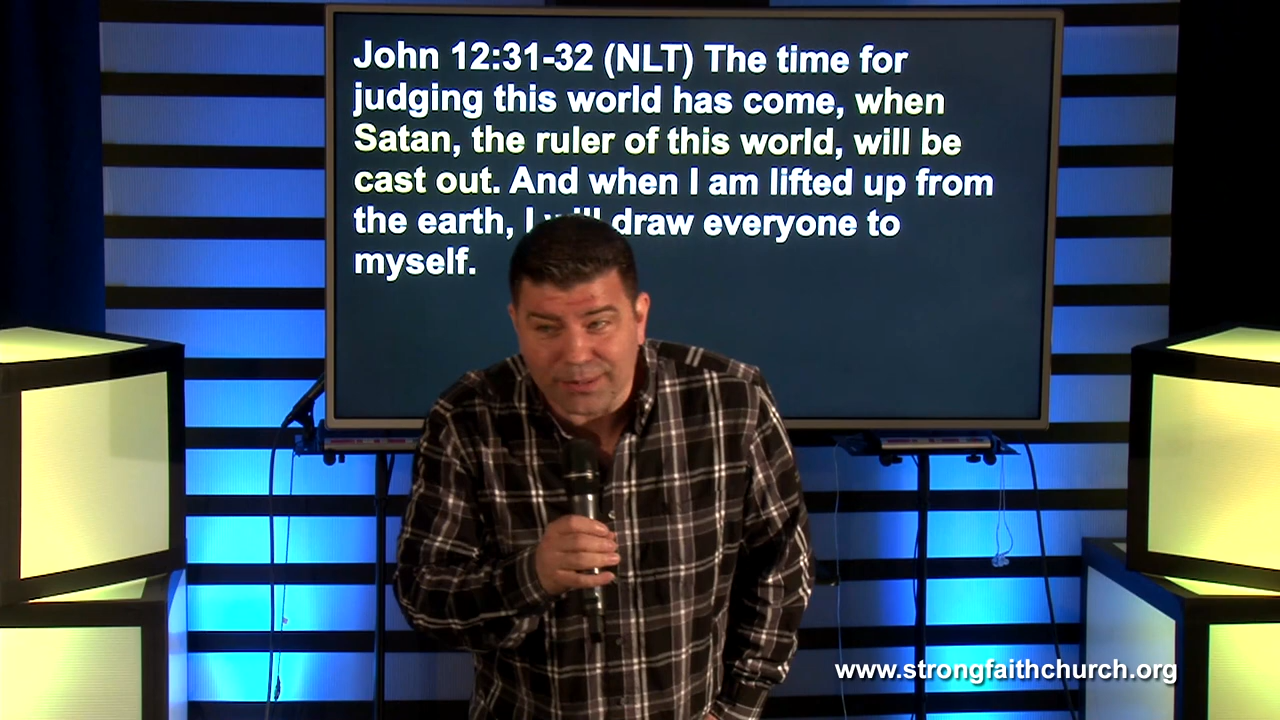 John 12:31-32 (NLT) The time for
judging this world has come, when
Satan, the ruler of this world, will be
cast out. And when I am lifted up from
the earth, I will draw everyone to
myself.
www.strongfaithchurch.org